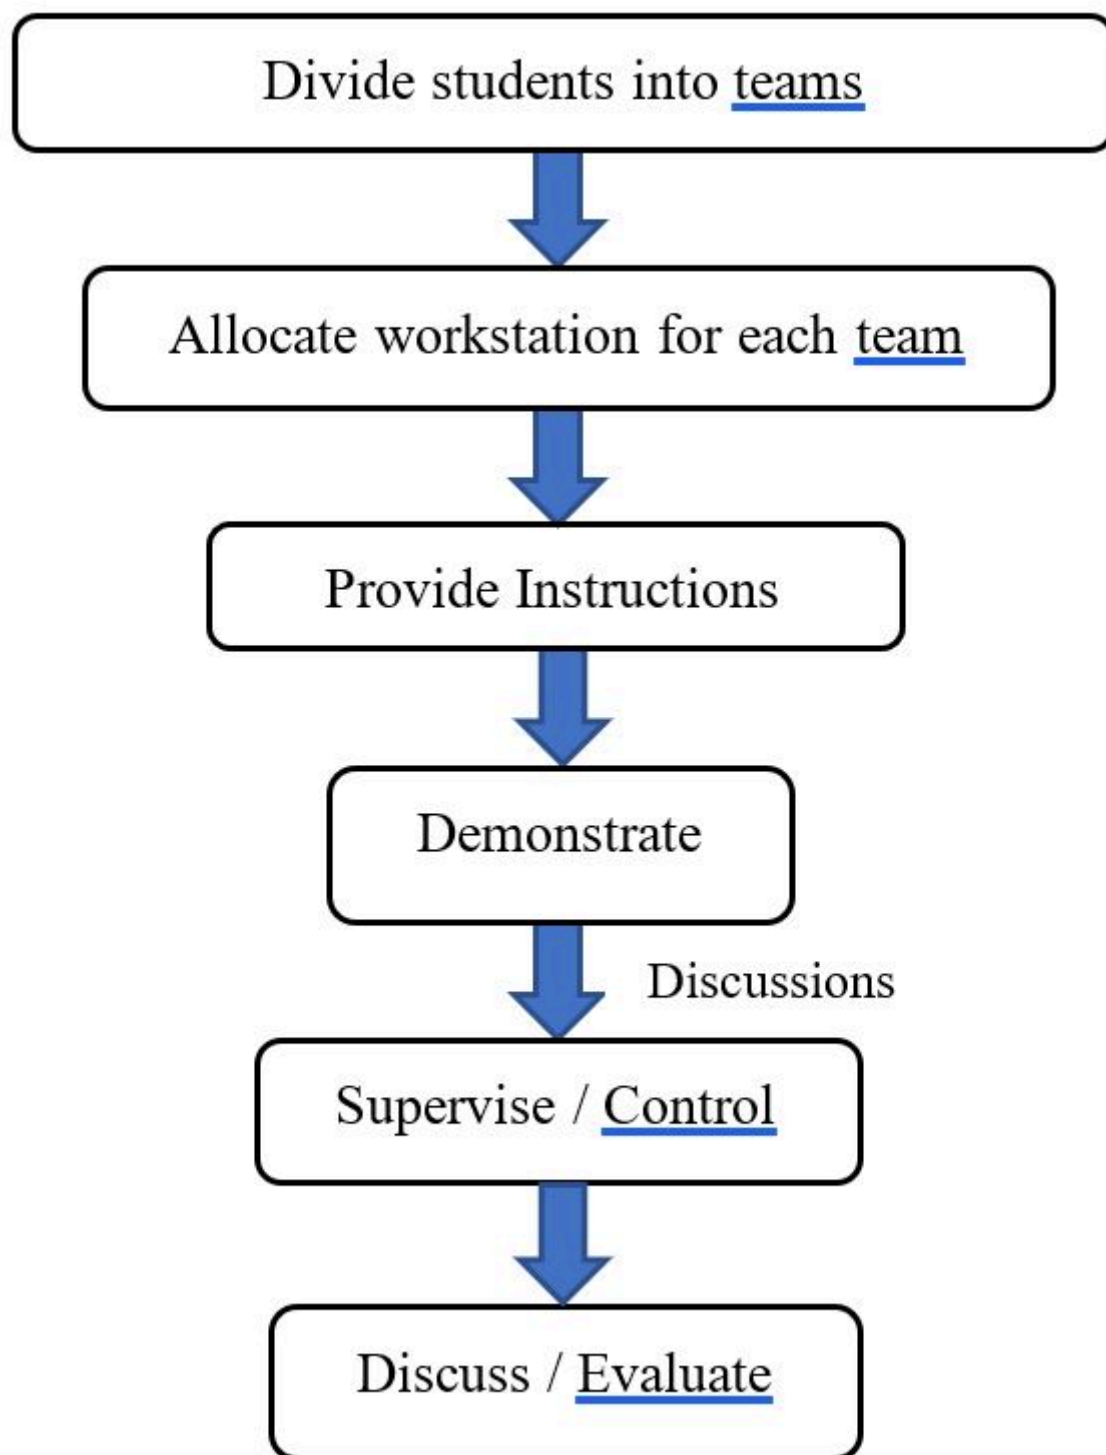 Divide students into teams
Allocate workstation for each team
Provide Instructions
Demonstrate
Discussions
Supervise / Control
Discuss / Evaluate